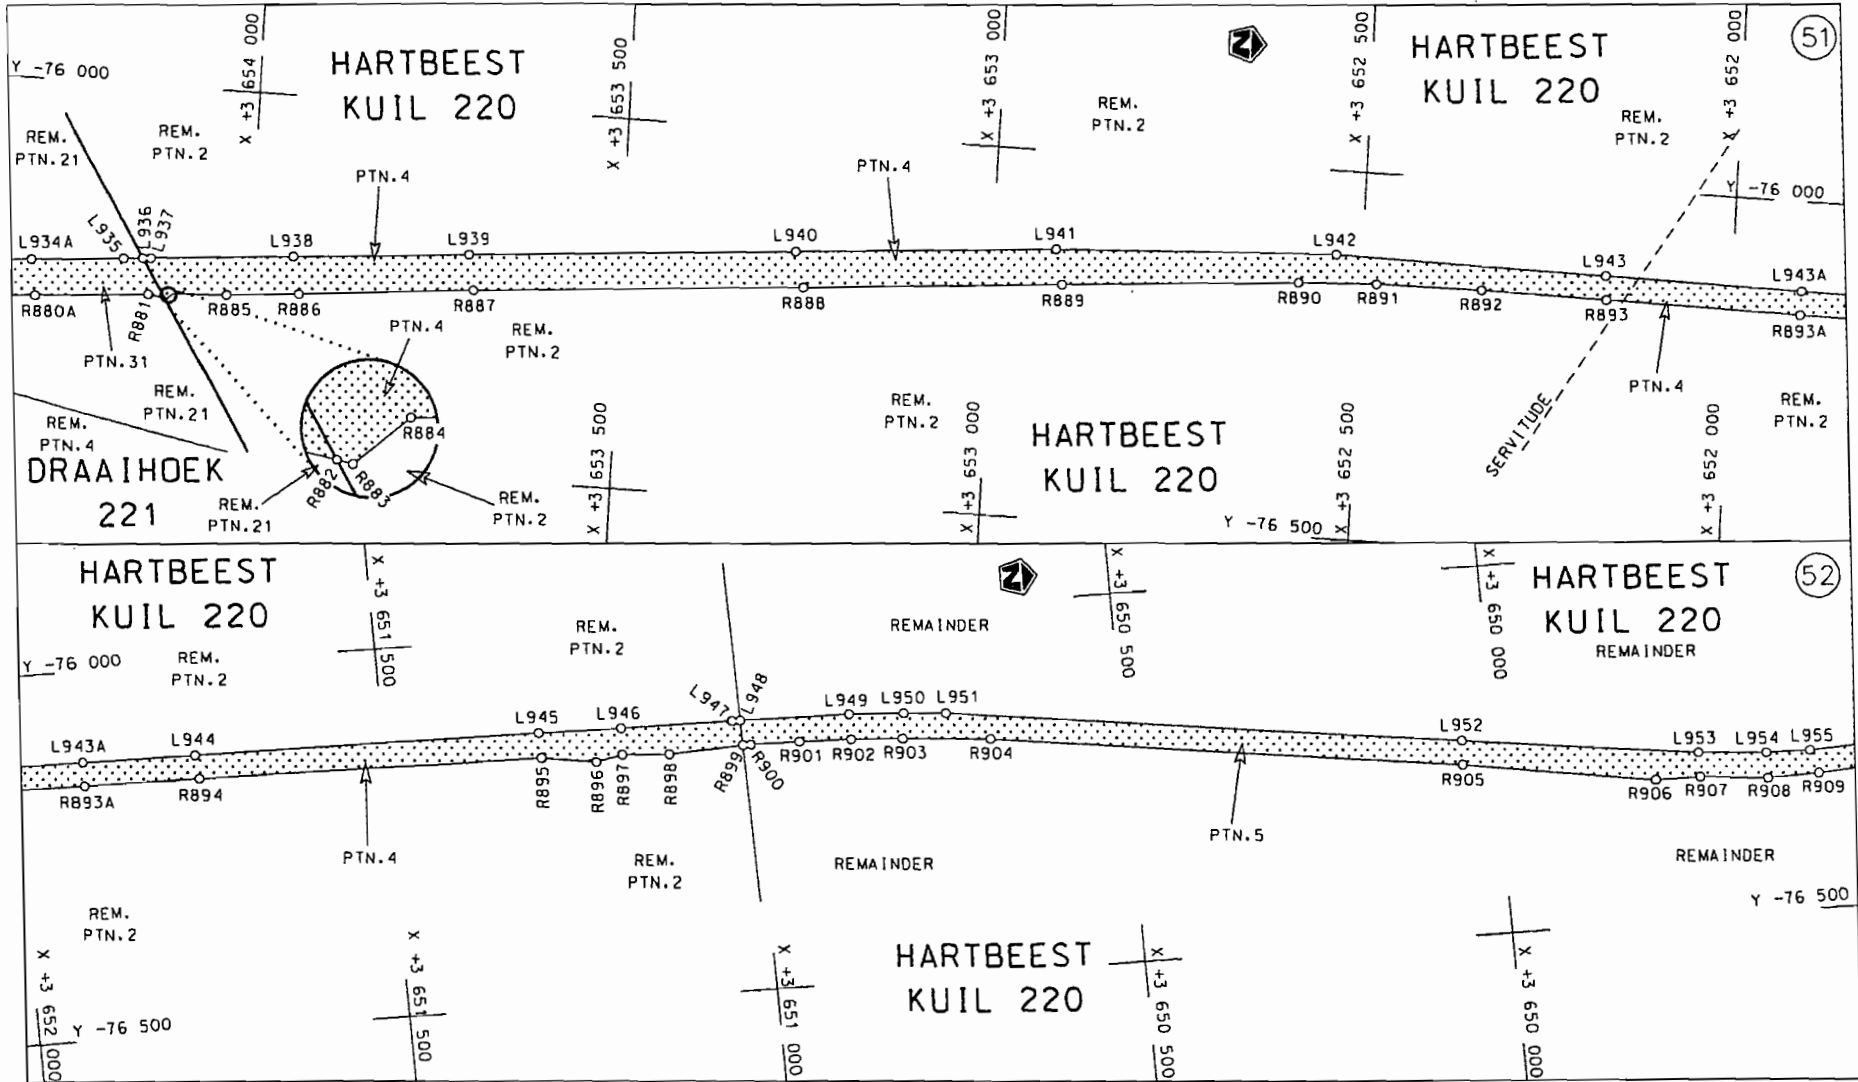 X +3 654 000
X +3 653 500
X +3 653 000
X +3 652 500
X +3 652 000
51
HARTBEEST
KUIL 220
N
HARTBEEST
KUIL 220
Y -76 000
REM.
PTN.21
REM.
PTN.2
REM.
PTN.2
REM.
PTN.2
PTN.4
PTN.4
Y -76 000
L934A
L935
L936
L937
L938
L939
L940
L941
L942
L943
L943A
R880A
R881
R885
R886
R887
R888
R889
R890
R891
R892
R893
R893A
PTN.31
PTN.4
REM.
PTN.2
REM.
PTN.21
REM.
PTN.4
R884
R882
R883
REM.
PTN.21
REM.
PTN.2
DRAAIHOEK
221
REM.
PTN.2
HARTBEEST
KUIL 220
PTN.4
REM.
PTN.2
SERVITUDE
X +3 653 500
X +3 653 000
X +3 652 500
X +3 652 000
Y -76 500
HARTBEEST
KUIL 220
X +3 651 500
N
X +3 650 500
X +3 650 000
HARTBEEST
KUIL 220
REMAINDER
52
Y -76 000
REM.
PTN.2
REM.
PTN.2
REMAINDER
L943A
L944
L945
L946
L947
L948
L949
L950
L951
L952
L953
L954
L955
R893A
R894
R895
R896
R897
R898
R899
R900
R901
R902
R903
R904
R905
R906
R907
R908
R909
PTN.4
REM.
PTN.2
REMAINDER
PTN.5
REMAINDER
Y -76 500
REM.
PTN.2
HARTBEEST
KUIL 220
X +3 652 000
Y -76 500
X +3 651 500
X +3 651 000
X +3 650 500
X +3 650 000